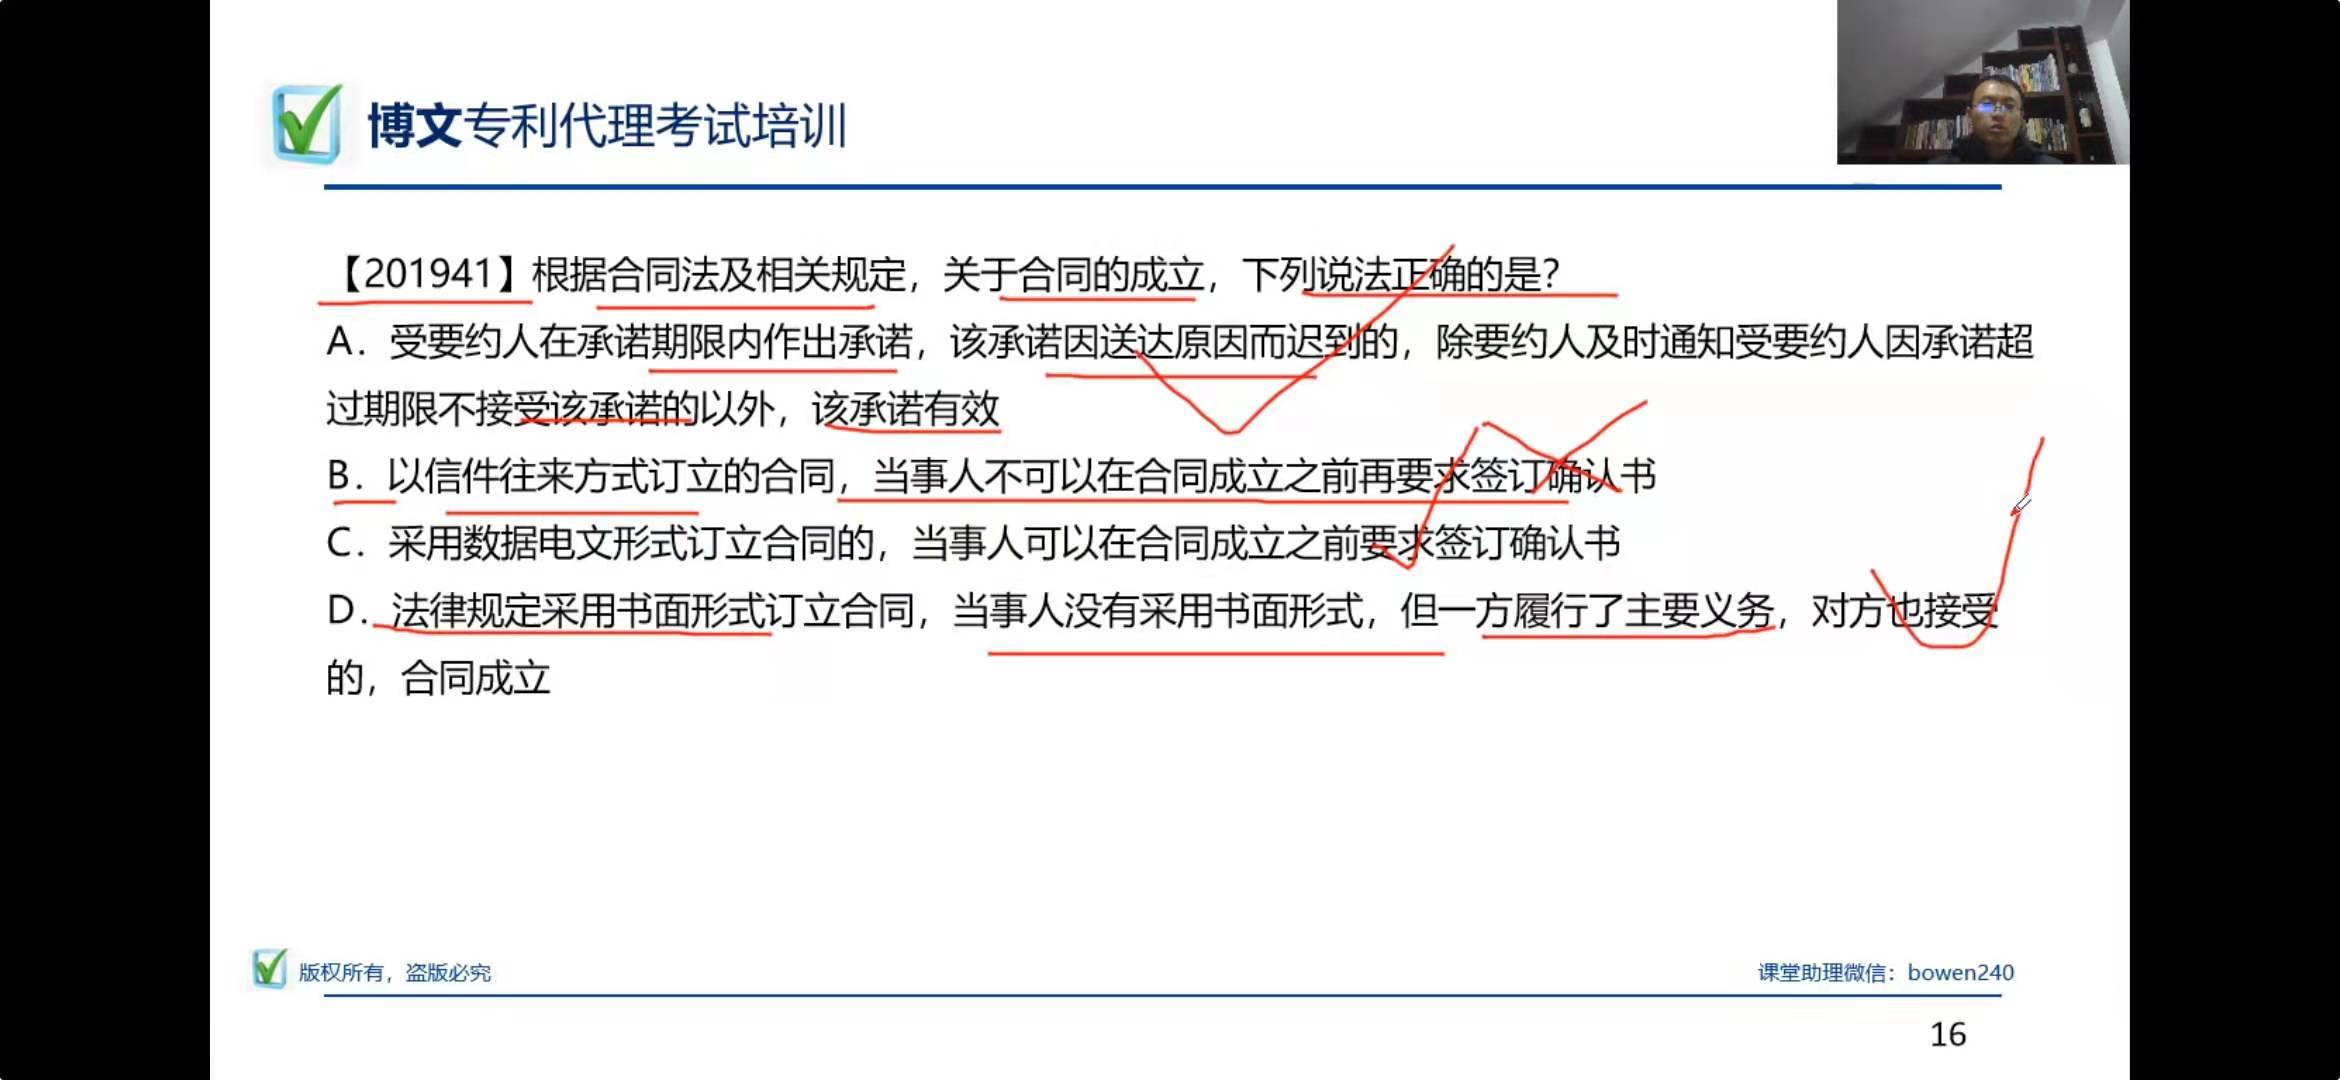 博文专利代理考试培训
【201941】根据合同法及相关规定，关于合同的成立，下列说法正确的是？
A．受要约人在承诺期限内作出承诺，该承诺因送达原因而迟到的，除要约人及时通知受要约人因承诺超
过期限不接受该承诺的以外，该承诺有效
B．以信件往来方式订立的合同，当事人不可以在合同成立之前再要求签订确认书
C．采用数据电文形式订立合同的，当事人可以在合同成立之前要求签订确认书
D．法律规定采用书面形式订立合同，当事人没有采用书面形式，但一方履行了主要义务，对方也接受
的，合同成立
版权所有，盗版必究
课堂助理微信：bowen240
16